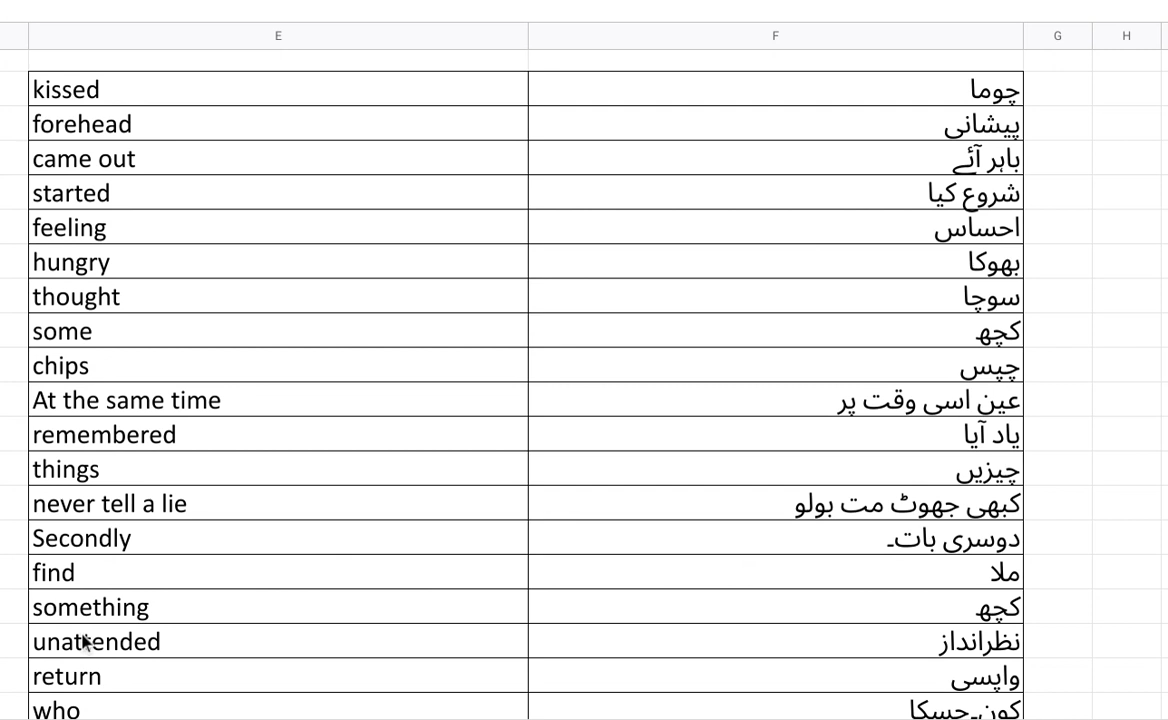 E F G H
kissed چوما
forehead پیشانی
came out باہر آئے
started شروع کیا
feeling احساس
hungry بھوکا
thought سوچا
some کچھ
chips چپس
At the same time عین اسی وقت پر
remembered یاد آیا
things چیزیں
never tell a lie کبھی جھوٹ مت بولو
Secondly دوسری بات۔
find ملا
something کچھ
unattended نظرانداز
return واپسی
who کون۔جسکا